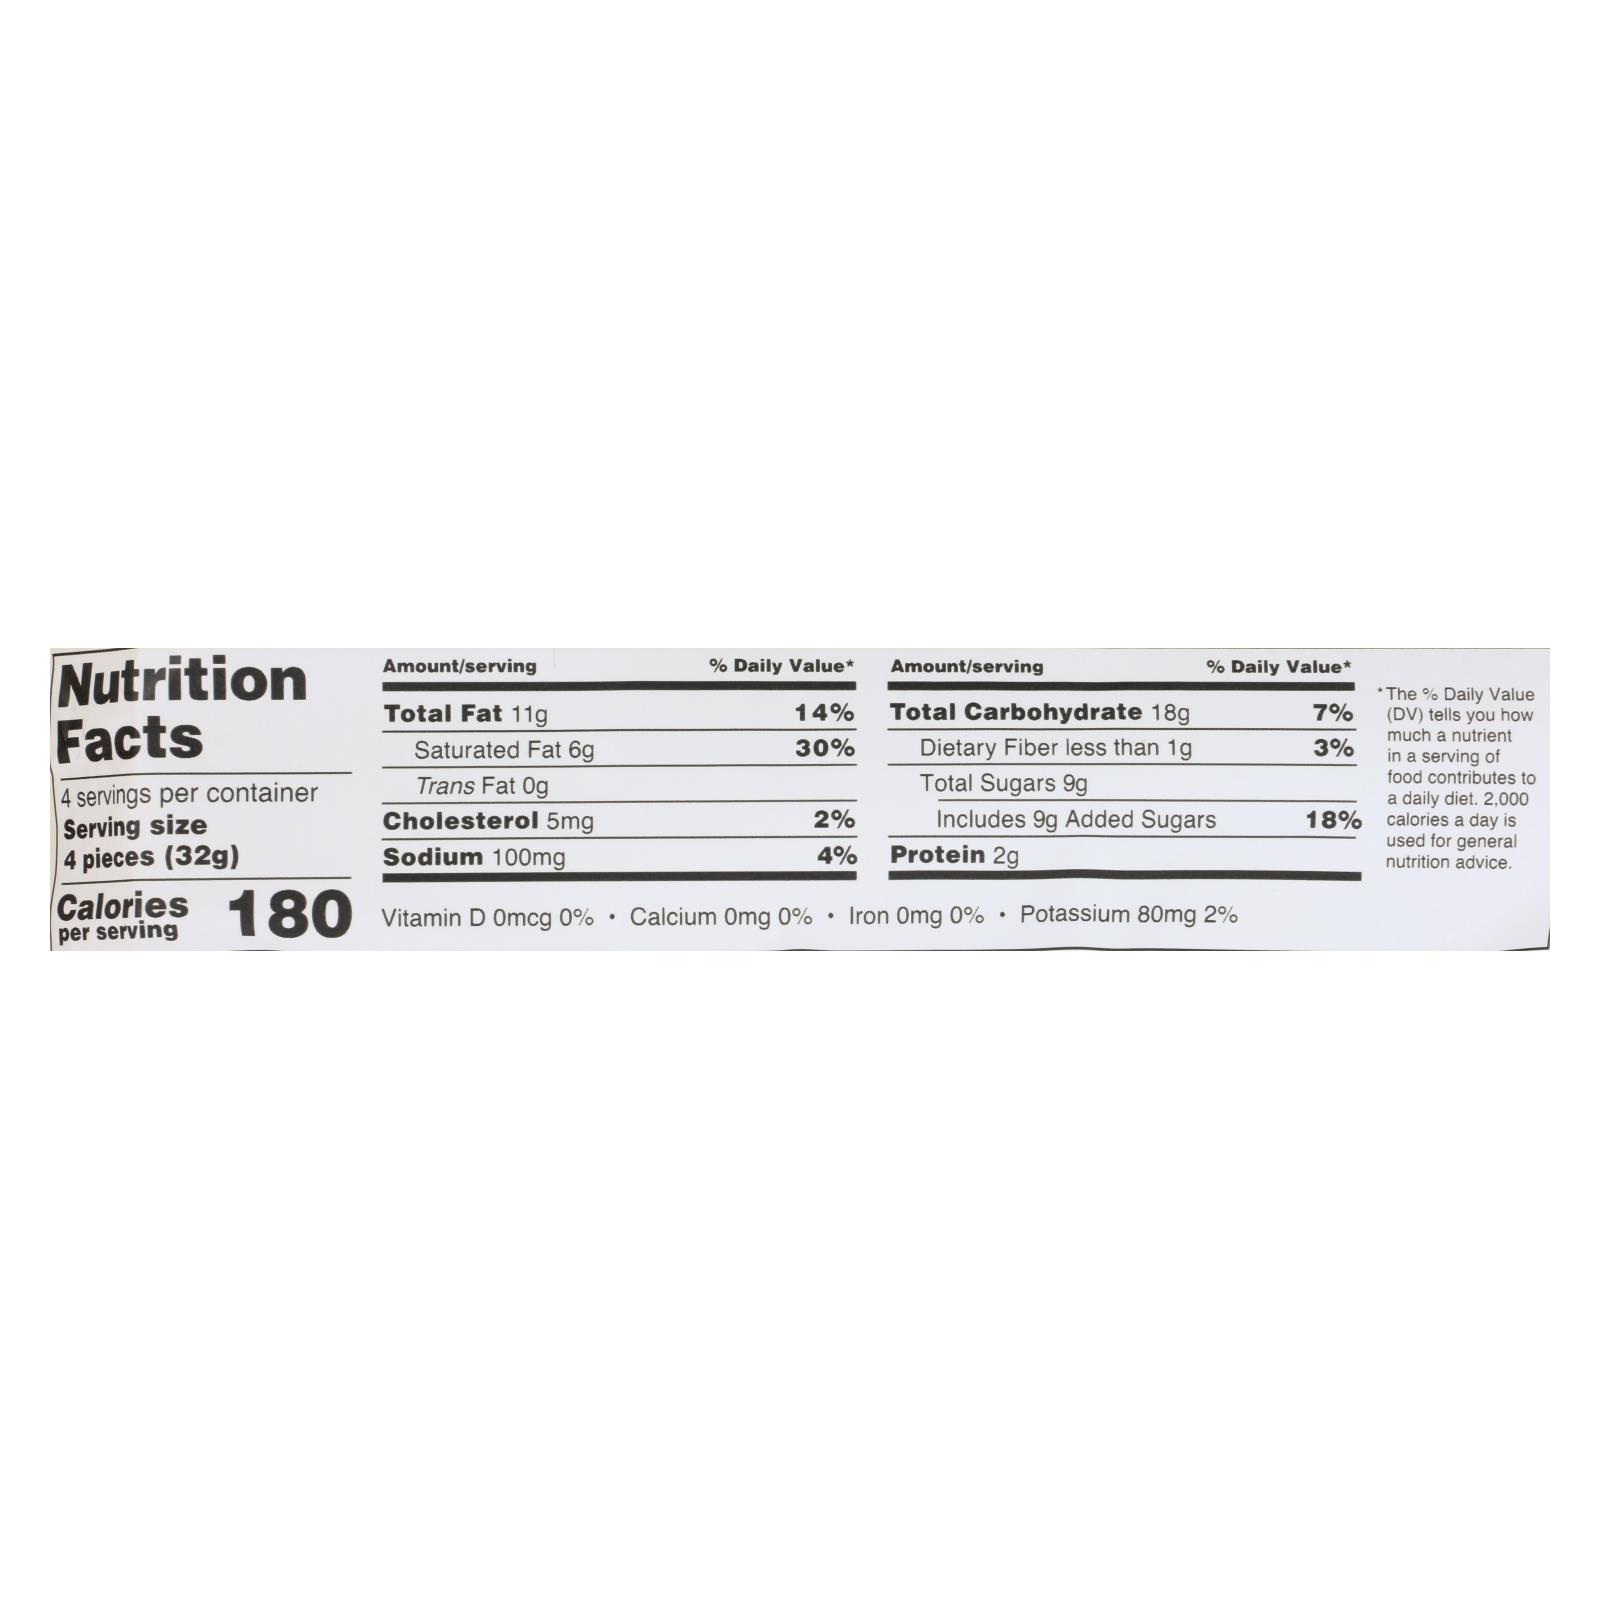 Nutrition
Facts
4 servings per container
Serving size
4 pieces (32g)
Calories
per serving
180
Amount/serving % Daily Value*
Total Fat 11g 14%
Saturated Fat 6g 30%
Trans Fat 0g
Cholesterol 5mg 2%
Sodium 100mg 4%
Amount/serving % Daily Value*
Total Carbohydrate 18g 7%
Dietary Fiber less than 1g 3%
Total Sugars 9g
Includes 9g Added Sugars 18%
Protein 2g
Vitamin D 0mcg 0% • Calcium 0mg 0% • Iron 0mg 0% • Potassium 80mg 2%
*The % Daily Value
(DV) tells you how
much a nutrient
in a serving of
food contributes to
a daily diet. 2,000
calories a day is
used for general
nutrition advice.